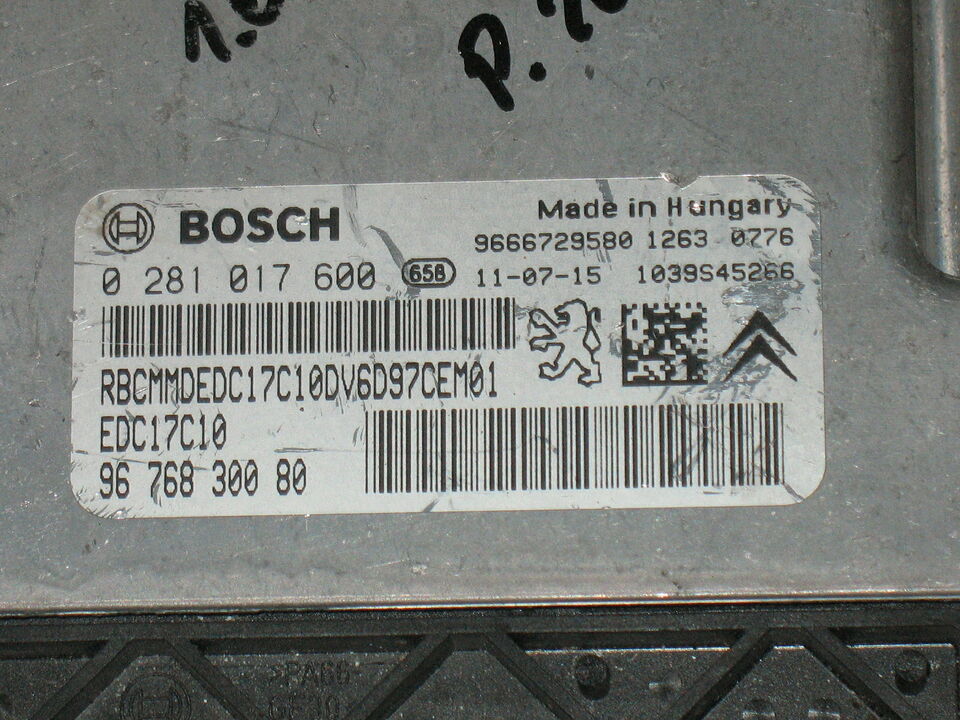 BOSCH
Made in Hungary
9666729580 1263 0776
0 281 017 600 658
11-07-15 1039S45266
RBCMMDEDC17C10DV6D97CEM01
EDC17C10
96 768 300 80
>PA66-